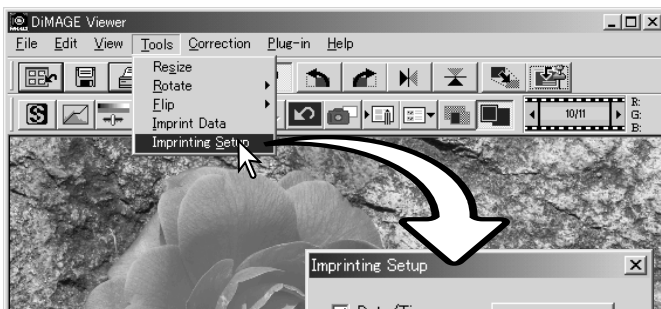 DiMAGE Viewer
File Edit View Tools Correction Plug-in Help
Resize
Rotate
Flip
Imprint Data
Imprinting Setup
10/11
R:
G:
B:
Imprinting Setup